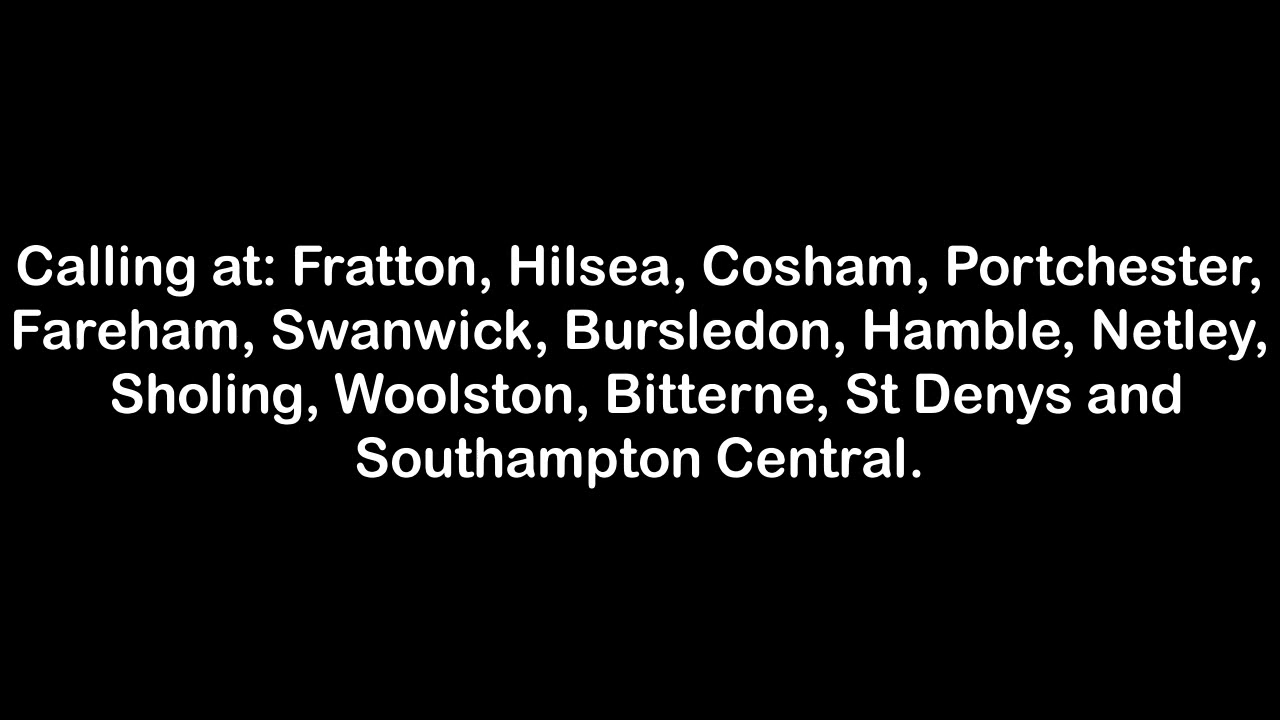 Calling at: Fratton, Hilsea, Cosham, Portchester,
Fareham, Swanwick, Bursledon, Hamble, Netley,
Sholing, Woolston, Bitterne, St Denys and
Southampton Central.